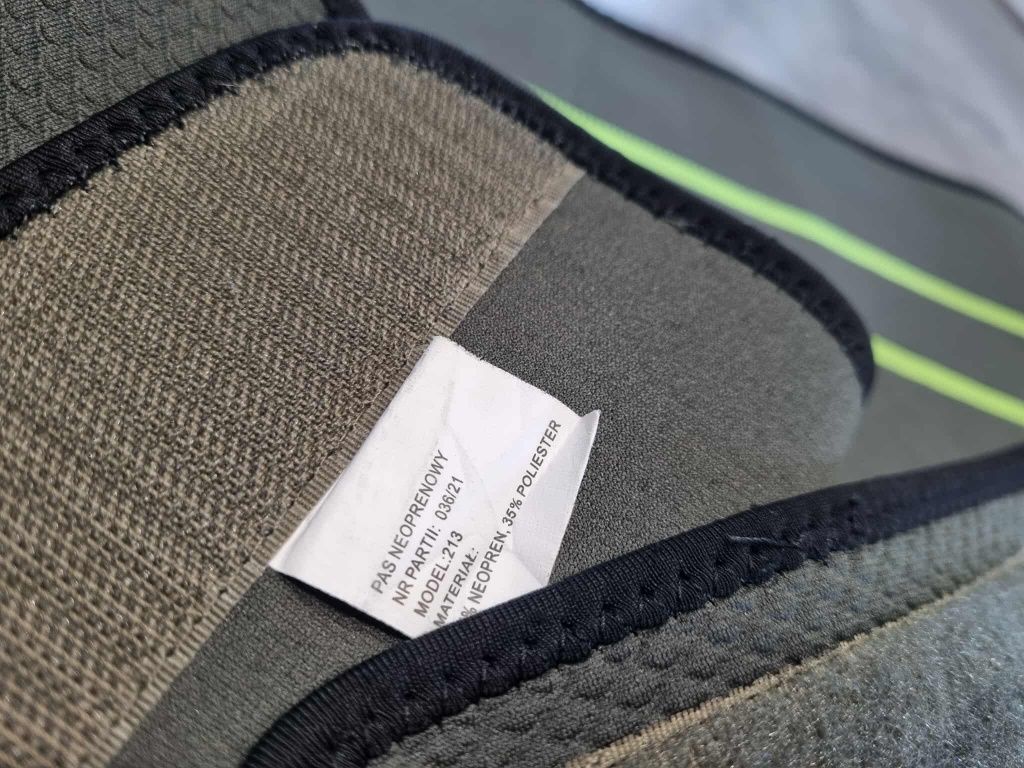 PAS NEOPRENOWY
NR PARTII: 036/21
MODEL:213
MATERIAŁ:
% NEOPREN, 35% POLIESTER